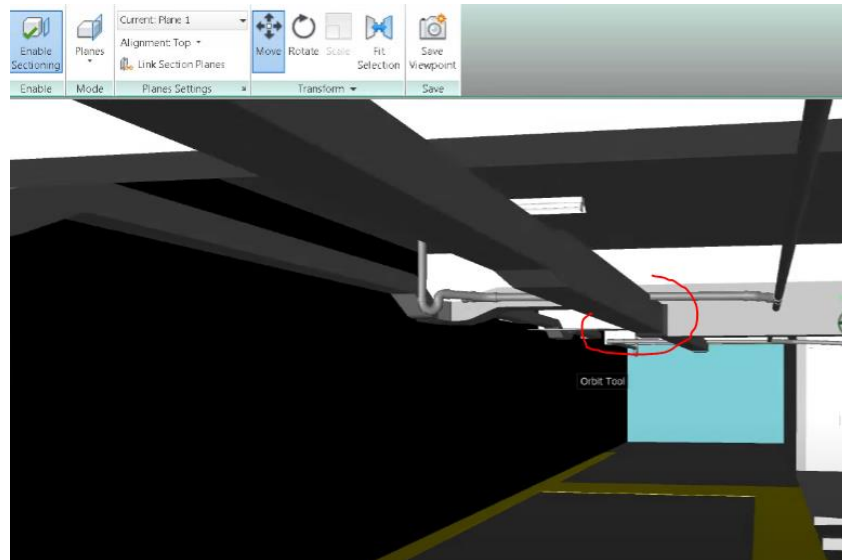 Current: Plane 1
Alignment: Top
Link Section Planes
Enable Sectioning
Planes
Move
Rotate
Scale
Fit Selection
Save Viewpoint
Enable
Mode
Planes Settings
Transform
Save
Orbit Tool